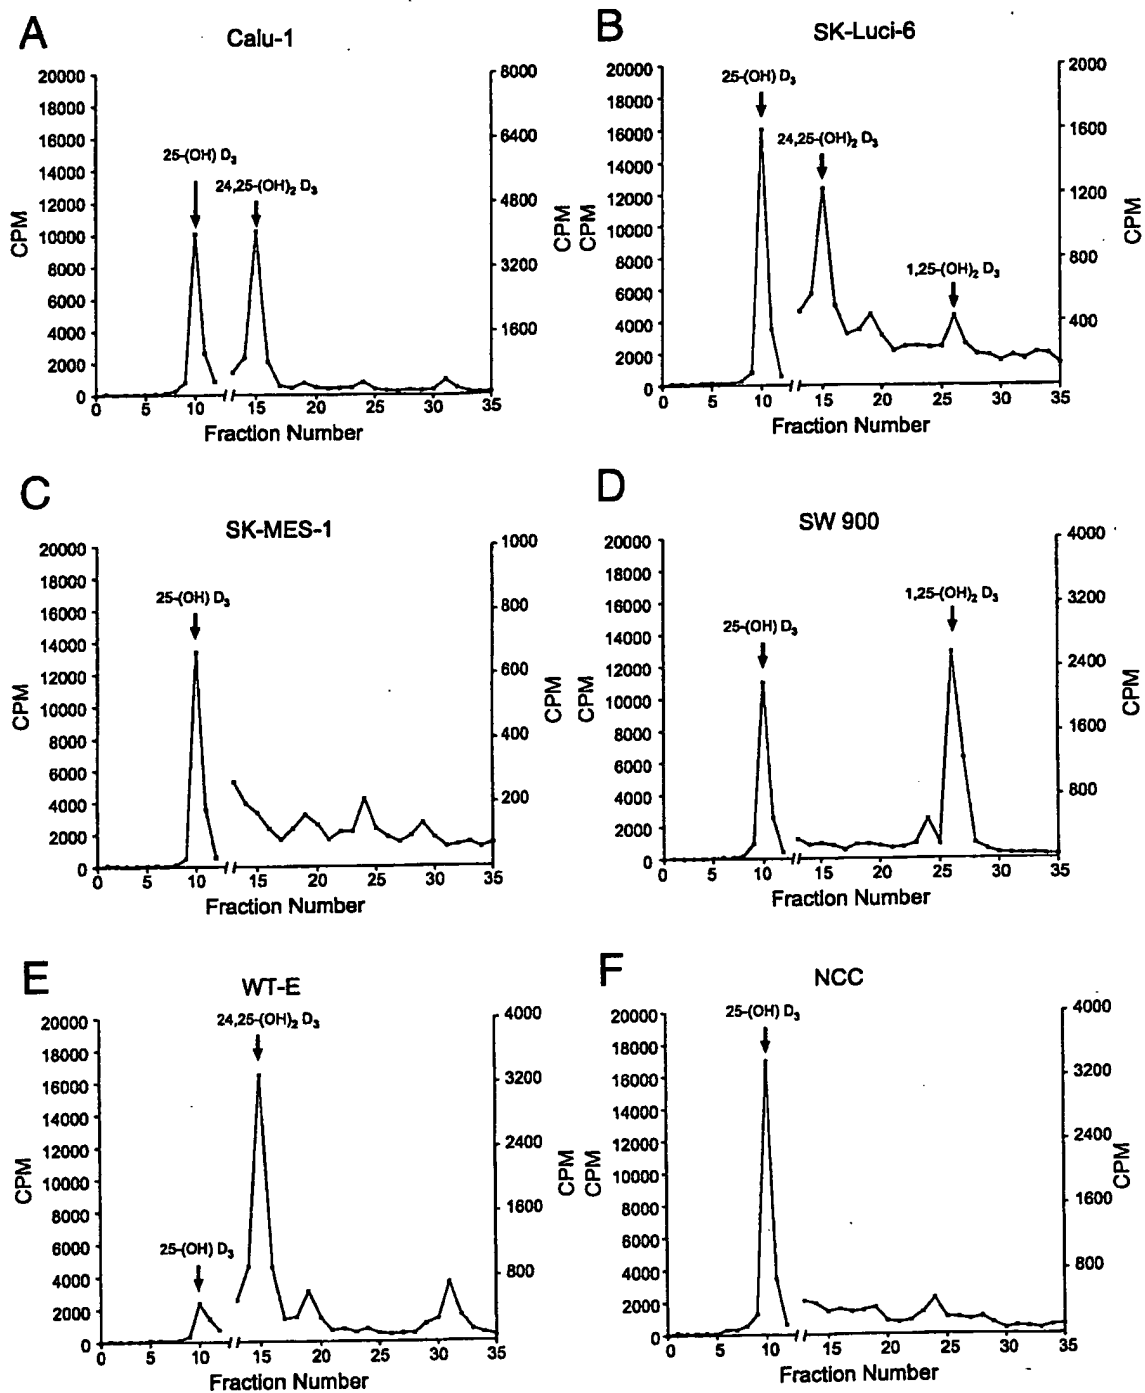 A
Calu-1
20000
18000
16000
14000
12000
10000
8000
6000
4000
2000
0
CPM
8000
6400
4800
3200
1600
CPM
25-(OH) D3
24,25-(OH)2 D3
0 5 10 15 20 25 30 35
Fraction Number
B
SK-Luci-6
20000
18000
16000
14000
12000
10000
8000
6000
4000
2000
0
CPM
2000
1600
1200
800
400
CPM
25-(OH) D3
24,25-(OH)2 D3
1,25-(OH)2 D3
0 5 10 15 20 25 30 35
Fraction Number
C
SK-MES-1
20000
18000
16000
14000
12000
10000
8000
6000
4000
2000
0
CPM
1000
800
600
400
200
CPM
25-(OH) D3
0 5 10 15 20 25 30 35
Fraction Number
D
SW 900
20000
18000
16000
14000
12000
10000
8000
6000
4000
2000
0
CPM
4000
3200
2400
1600
800
CPM
25-(OH) D3
1,25-(OH)2 D3
0 5 10 15 20 25 30 35
Fraction Number
E
WT-E
20000
18000
16000
14000
12000
10000
8000
6000
4000
2000
0
CPM
4000
3200
2400
1600
800
CPM
24,25-(OH)2 D3
25-(OH) D3
0 5 10 15 20 25 30 35
Fraction Number
F
NCC
20000
18000
16000
14000
12000
10000
8000
6000
4000
2000
0
CPM
4000
3200
2400
1600
800
CPM
25-(OH) D3
0 5 10 15 20 25 30 35
Fraction Number